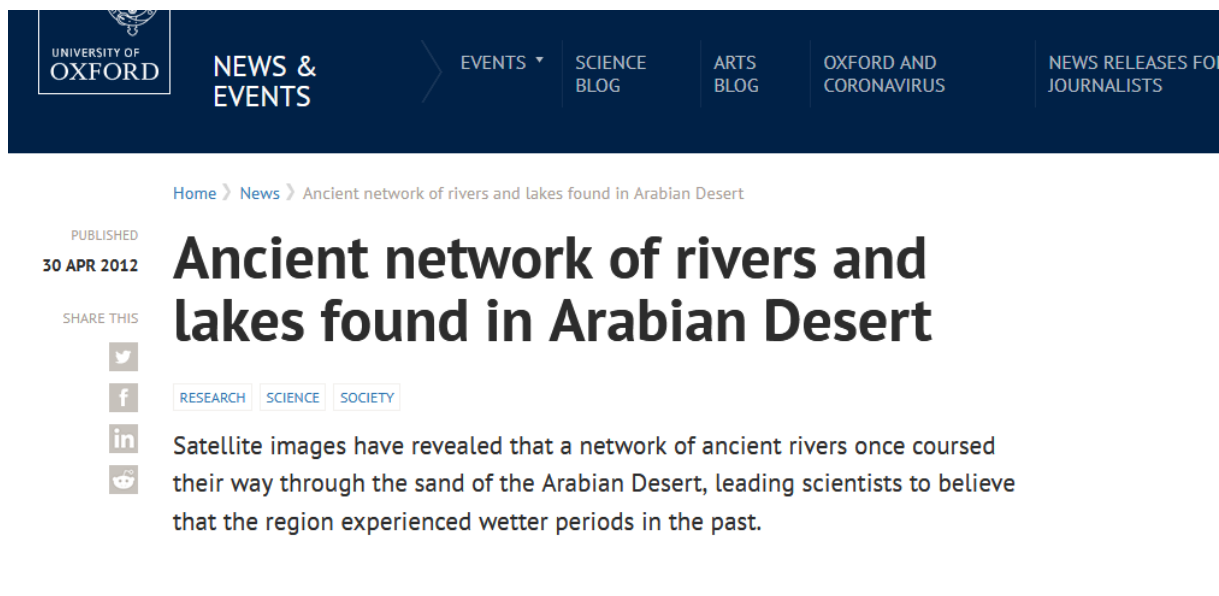 UNIVERSITY OF
OXFORD
NEWS &
EVENTS
EVENTS
SCIENCE
BLOG
ARTS
BLOG
OXFORD AND
CORONAVIRUS
NEWS RELEASES FO
JOURNALISTS
Home 》 News 》 Ancient network of rivers and lakes found in Arabian Desert
PUBLISHED
30 APR 2012
SHARE THIS
Ancient network of rivers and
lakes found in Arabian Desert
RESEARCH SCIENCE SOCIETY
Satellite images have revealed that a network of ancient rivers once coursed
their way through the sand of the Arabian Desert, leading scientists to believe
that the region experienced wetter periods in the past.